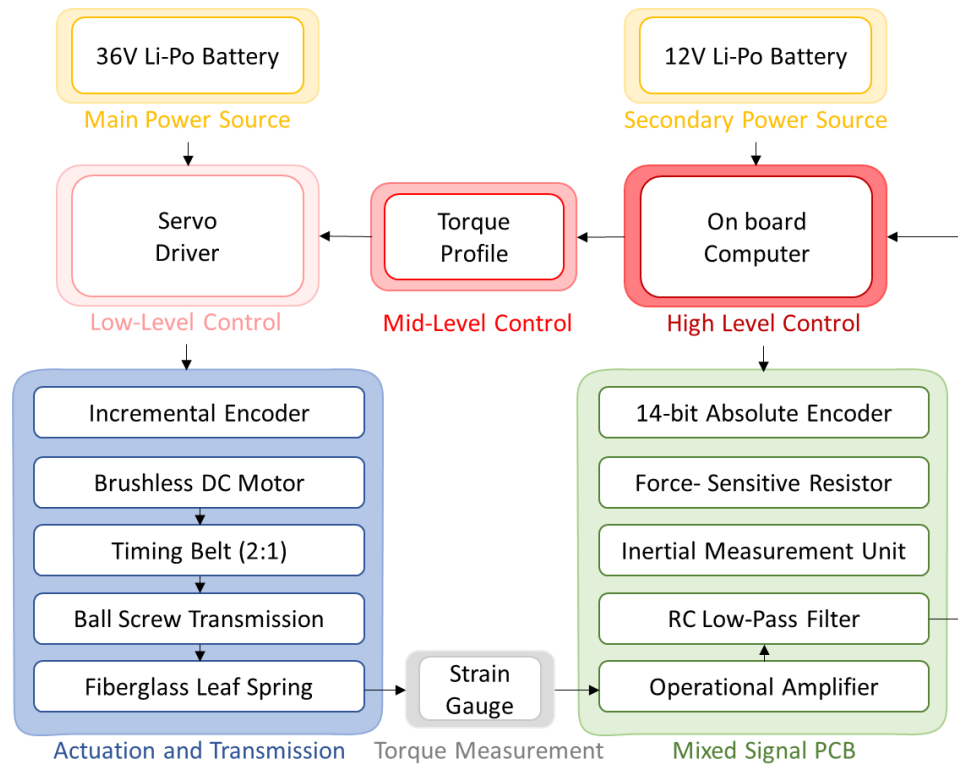 36V Li-Po Battery
Main Power Source
12V Li-Po Battery
Secondary Power Source
Servo
Driver
Low-Level Control
Torque
Profile
Mid-Level Control
On board
Computer
High Level Control
Incremental Encoder
Brushless DC Motor
Timing Belt (2:1)
Ball Screw Transmission
Fiberglass Leaf Spring
Actuation and Transmission
Strain
Gauge
Torque Measurement
14-bit Absolute Encoder
Force- Sensitive Resistor
Inertial Measurement Unit
RC Low-Pass Filter
Operational Amplifier
Mixed Signal PCB